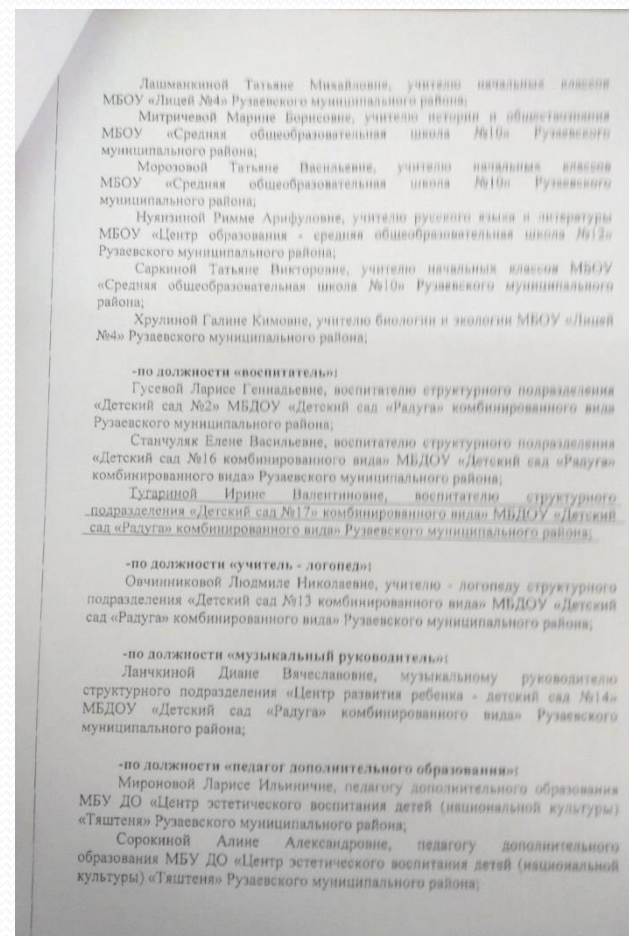 Лашманкиной Татьяне Михайловне, учителю начальных классов
МБОУ «Лицей №4» Рузаевского муниципального района;
Митричевой Марине Борисовне, учителю истории и обществознания
МБОУ «Средняя общеобразовательная школа №10» Рузаевского
муниципального района;
Морозовой Татьяне Васильевне, учителю начальных классов
МБОУ «Средняя общеобразовательная школа №10» Рузаевского
муниципального района;
Нуянзиной Римме Арифуловне, учителю русского языка и литературы
МБОУ «Центр образования - средняя общеобразовательная школа №12»
Рузаевского муниципального района;
Саркиной Татьяне Викторовне, учителю начальных классов МБОУ
«Средняя общеобразовательная школа №10» Рузаевского муниципального
района;
Хрулиной Галине Кимовне, учителю биологии и экологии МБОУ «Лицей
№4» Рузаевского муниципального района;
-по должности «воспитатель»:
Гусевой Ларисе Геннадьевне, воспитателю структурного подразделения
«Детский сад №2» МБДОУ «Детский сад «Радуга» комбинированного вида
Рузаевского муниципального района;
Станчуляк Елене Васильевне, воспитателю структурного подразделения
«Детский сад №16 комбинированного вида» МБДОУ «Детский сад «Радуга»
комбинированного вида» Рузаевского муниципального района;
Тугариной Ирине Валентиновне, воспитателю структурного
подразделения «Детский сад №17» комбинированного вида» МБДОУ «Детский
сад «Радуга» комбинированного вида» Рузаевского муниципального района;
-по должности «учитель - логопед»:
Овчинниковой Людмиле Николаевне, учителю - логопеду структурного
подразделения «Детский сад №13 комбинированного вида» МБДОУ «Детский
сад «Радуга» комбинированного вида» Рузаевского муниципального района;
-по должности «музыкальный руководитель»:
Ланчкиной Диане Вячеславовне, музыкальному руководителю
структурного подразделения «Центр развития ребенка - детский сад №14»
МБДОУ «Детский сад «Радуга» комбинированного вида» Рузаевского
муниципального района;
-по должности «педагог дополнительного образования»:
Мироновой Ларисе Ильиничне, педагогу дополнительного образования
МБУ ДО «Центр эстетического воспитания детей (национальной культуры)
«Тяштеня» Рузаевского муниципального района;
Сорокиной Алине Александровне, педагогу дополнительного
образования МБУ ДО «Центр эстетического воспитания детей (национальной
культуры) «Тяштеня» Рузаевского муниципального района;